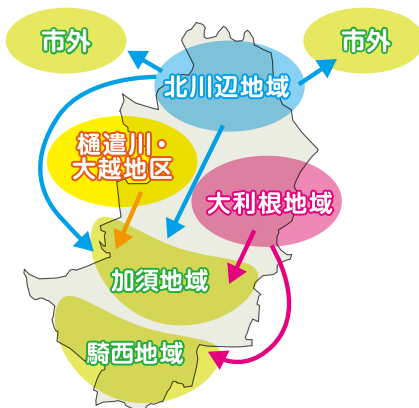 市外
市外
北川辺地域
樋遣川・
大越地区
大利根地域
加須地域
騎西地域